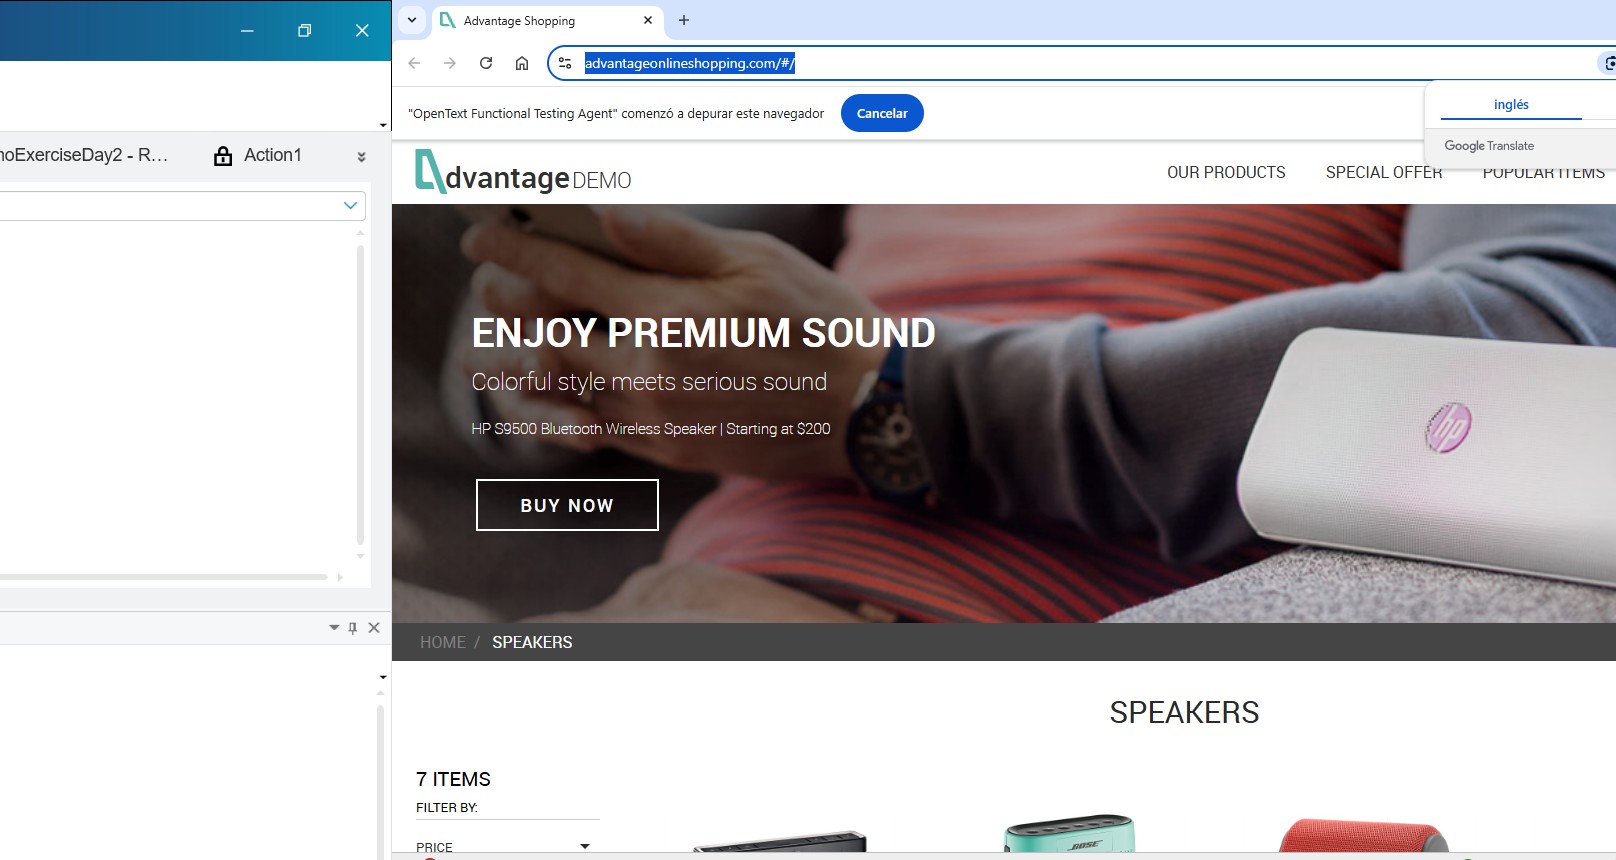 Advantage Shopping
advantageonlineshopping.com/#/
"OpenText Functional Testing Agent" comenzó a depurar este navegador
Cancelar
inglés
Google Translate
noExerciseDay2 - R...
Action1
dvantage DEMO
OUR PRODUCTS
SPECIAL OFFER
POPULAR ITEMS
ENJOY PREMIUM SOUND
Colorful style meets serious sound
HP S9500 Bluetooth Wireless Speaker | Starting at $200
hp
BUY NOW
HOME / SPEAKERS
SPEAKERS
7 ITEMS
FILTER BY:
PRICE
BOSE